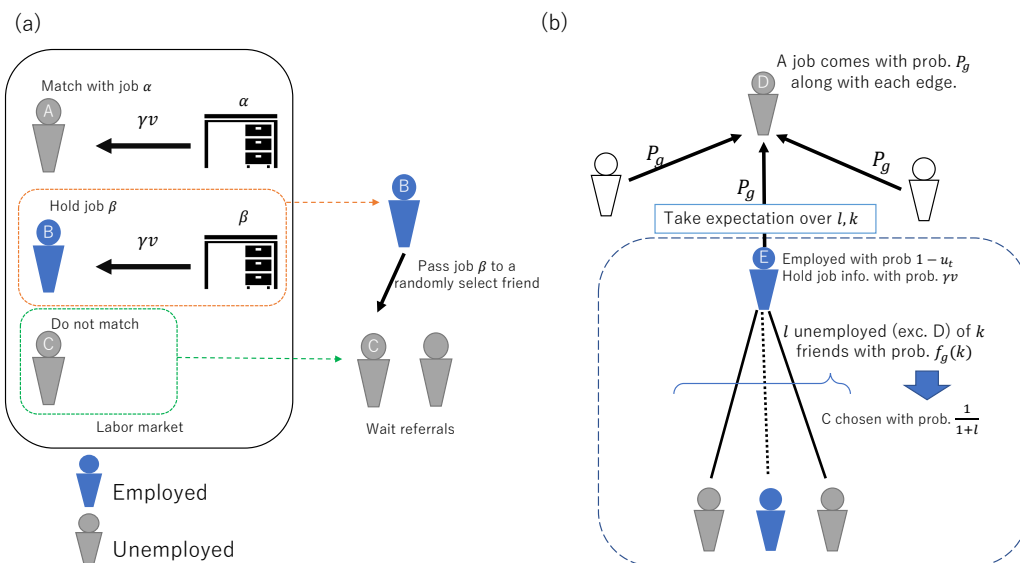 (a)
Match with job α
A
γv
α
Hold job β
B
γv
β
Do not match
C
Labor market
B
Pass job β to a
randomly select friend
C
Wait referrals
Employed
Unemployed
(b)
A job comes with prob. P_g
along with each edge.
D
P_g
P_g
P_g
Take expectation over l, k
E
Employed with prob 1 − u_t
Hold job info. with prob. γv
l unemployed (exc. D) of k
friends with prob. f_g(k)
C chosen with prob. 1/(1+l)